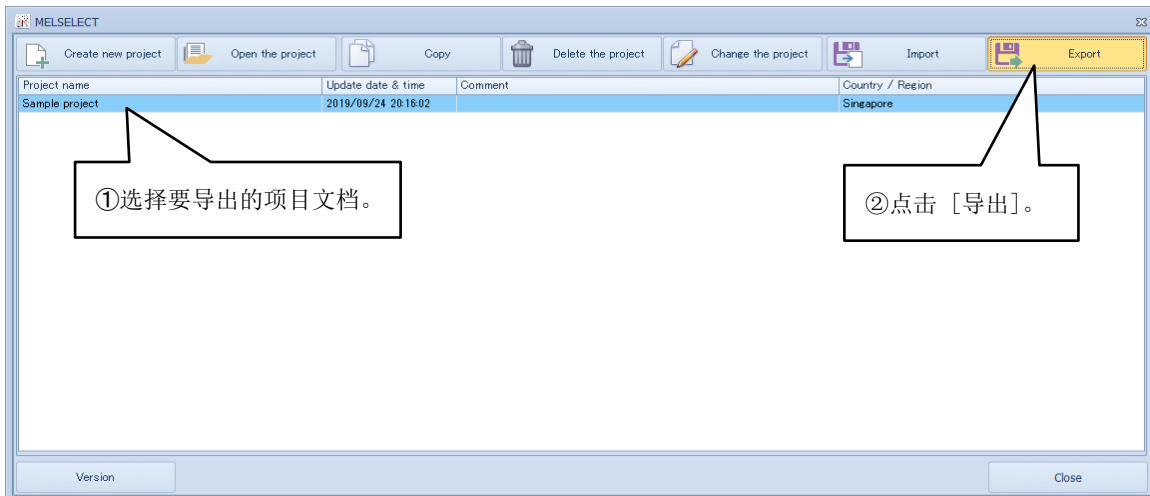 MELSELECT
Create new project Open the project Copy Delete the project Change the project Import Export
Project name Update date & time Comment Country / Region
Sample project 2019/09/24 20:16:02 Singapore
①选择要导出的项目文档。
②点击 [导出]。
Version Close